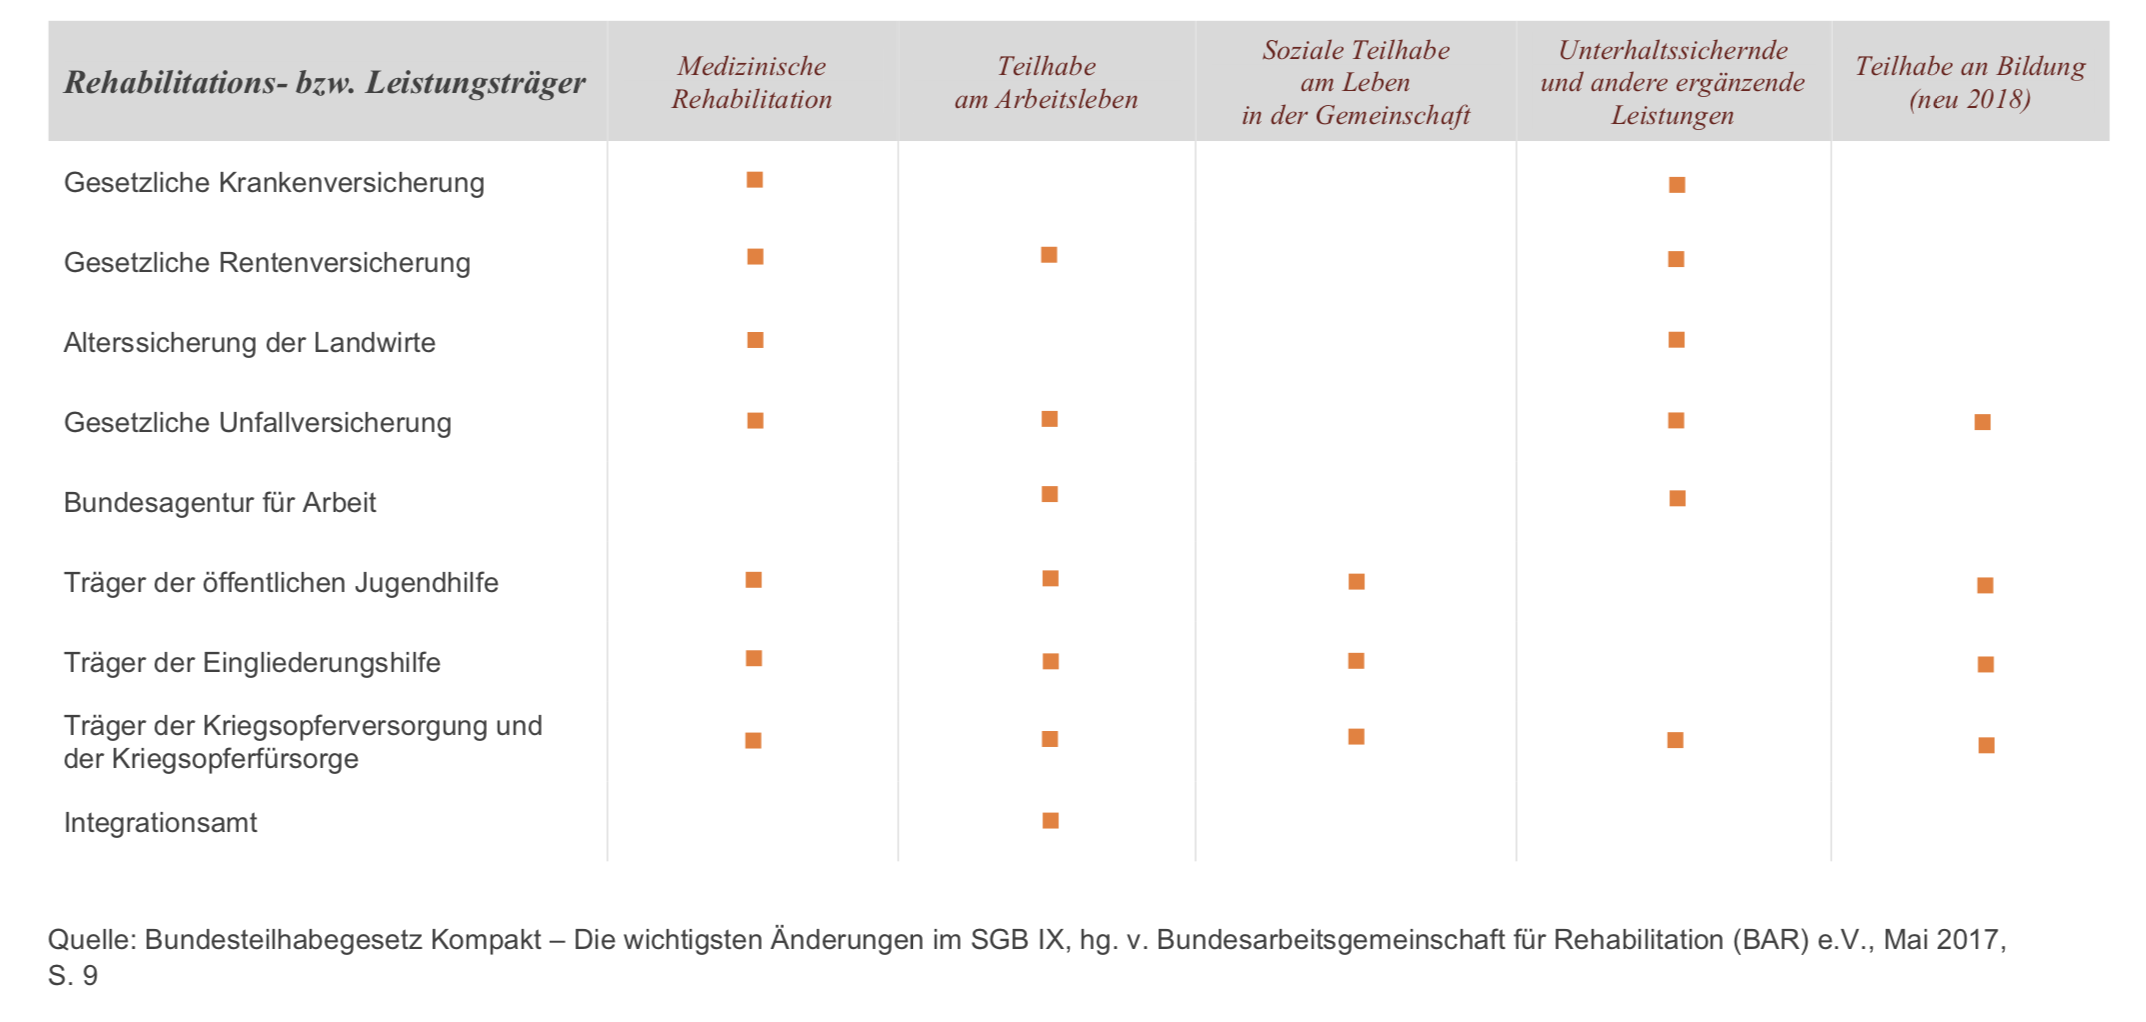 Rehabilitations- bzw. Leistungsträger
Medizinische
Rehabilitation
Teilhabe
am Arbeitsleben
Soziale Teilhabe
am Leben
in der Gemeinschaft
Unterhaltssichernde
und andere ergänzende
Leistungen
Teilhabe an Bildung
(neu 2018)
Gesetzliche Krankenversicherung
Gesetzliche Rentenversicherung
Alterssicherung der Landwirte
Gesetzliche Unfallversicherung
Bundesagentur für Arbeit
Träger der öffentlichen Jugendhilfe
Träger der Eingliederungshilfe
Träger der Kriegsopferversorgung und
der Kriegsopferfürsorge
Integrationsamt
Quelle: Bundesteilhabegesetz Kompakt – Die wichtigsten Änderungen im SGB IX, hg. v. Bundesarbeitsgemeinschaft für Rehabilitation (BAR) e.V., Mai 2017,
S. 9